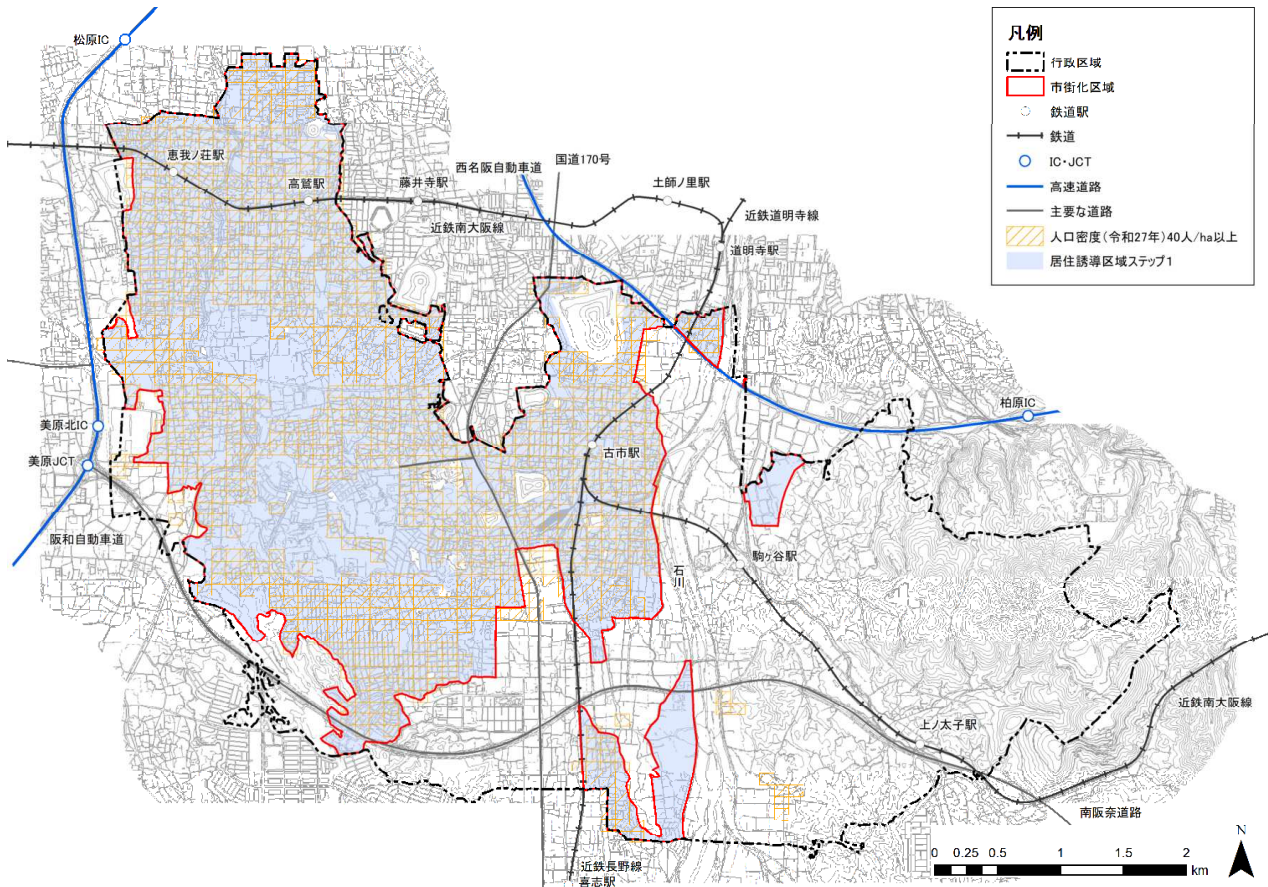 松原IC
恵我ノ荘駅
高鷲駅
藤井寺駅
近鉄南大阪線
西名阪自動車道
国道170号
土師ノ里駅
近鉄道明寺線
道明寺駅
柏原IC
美原北IC
美原JCT
阪和自動車道
古市駅
駒ヶ谷駅
石川
上ノ太子駅
近鉄南大阪線
南阪奈道路
近鉄長野線
喜志駅
凡例
行政区域
市街化区域
鉄道駅
鉄道
IC・JCT
高速道路
主要な道路
人口密度(令和27年)40人/ha以上
居住誘導区域ステップ1
N
0 0.25 0.5 1 1.5 2
km